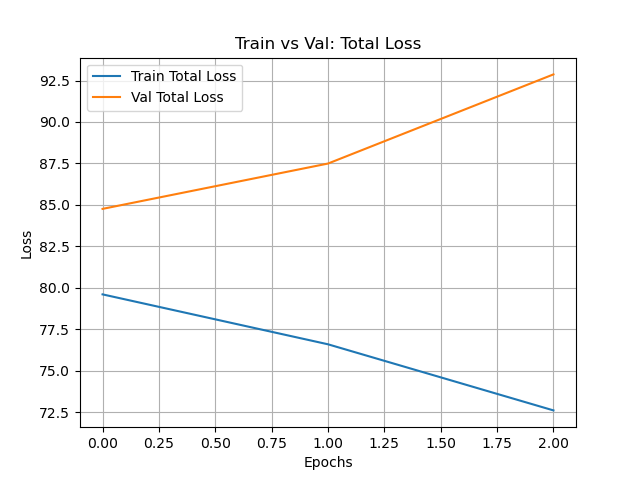 Train vs Val: Total Loss
Train Total Loss
Val Total Loss
92.5
90.0
87.5
85.0
82.5
80.0
77.5
75.0
72.5
Loss
0.00 0.25 0.50 0.75 1.00 1.25 1.50 1.75 2.00
Epochs